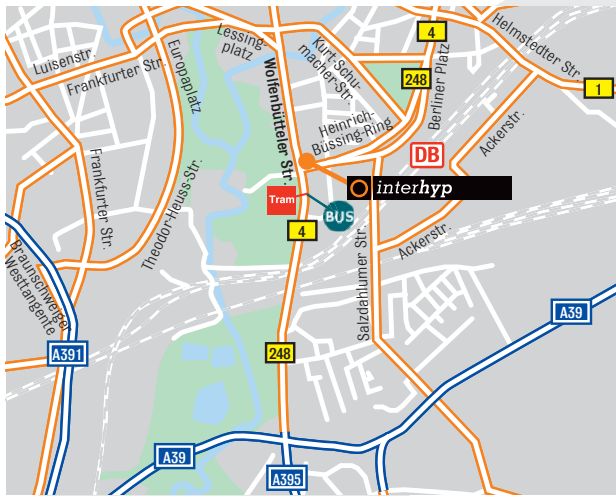 Lessing-
platz
Luisenstr.
Frankfurter Str.
Europaplatz
Wolfenbütteler Str.
Kurt-Schu-
macher-Str.
4
248
Berliner Platz
Helmstedter Str.
1
Heinrich-
Büssing-Ring
DB
Ackerstr.
interhyp
Tram
BUS
4
Frankfurter Str.
Theodor-Heuss-Str.
Braunschweiger
Westtangente
Salzdahlumer Str.
Ackerstr.
A39
A391
248
A39
A395